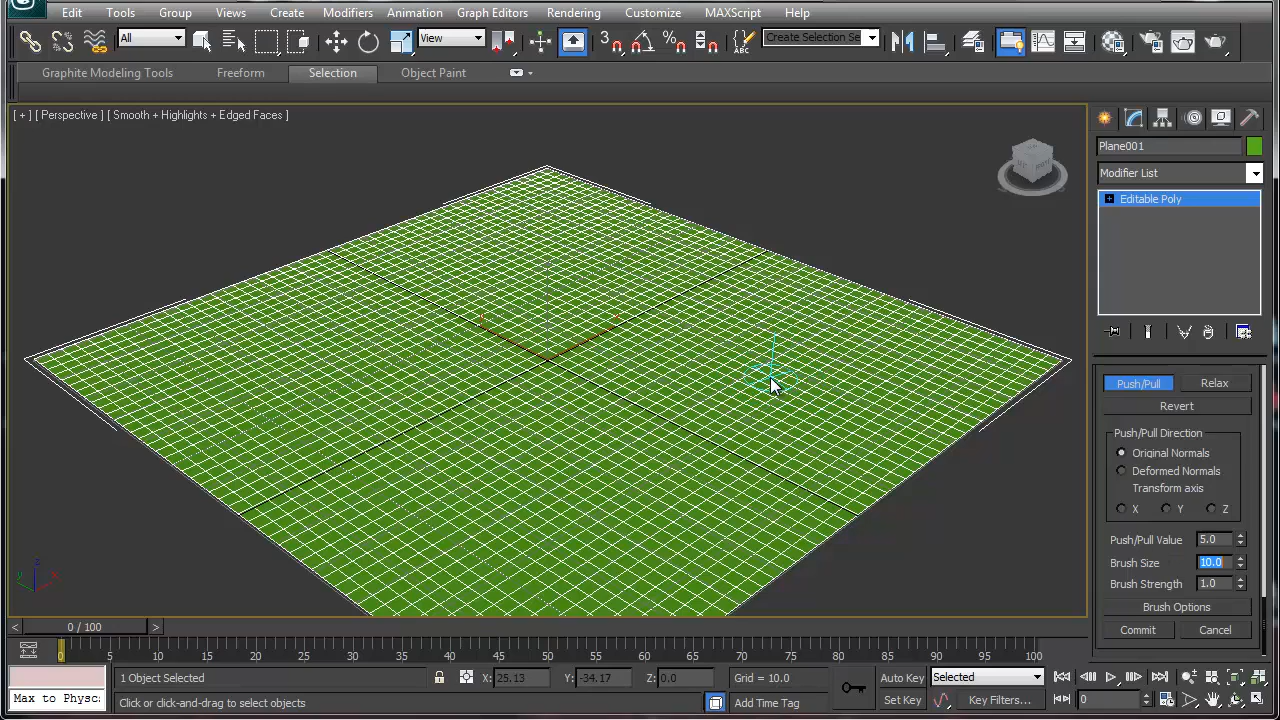 Edit Tools Group Views Create Modifiers Animation Graph Editors Rendering Customize MAXScript Help
All View 3 % ABC Create Selection Se
Graphite Modeling Tools Freeform Selection Object Paint
[ + ] [ Perspective ] [ Smooth + Highlights + Edged Faces ]
Plane001
Modifier List
Editable Poly
Push/Pull Relax
Revert
Push/Pull Direction
Original Normals
Deformed Normals
Transform axis
X Y Z
Push/Pull Value 5.0
Brush Size 10.0
Brush Strength 1.0
Brush Options
Commit Cancel
z
y x
< 0 / 100 >
0 5 10 15 20 25 30 35 40 45 50 55 60 65 70 75 80 85 90 95 100
1 Object Selected X: 25.13 Y: -34.17 Z: 0.0 Grid = 10.0 Auto Key Selected
Max to Physc Click or click-and-drag to select objects Add Time Tag Set Key Key Filters... 0